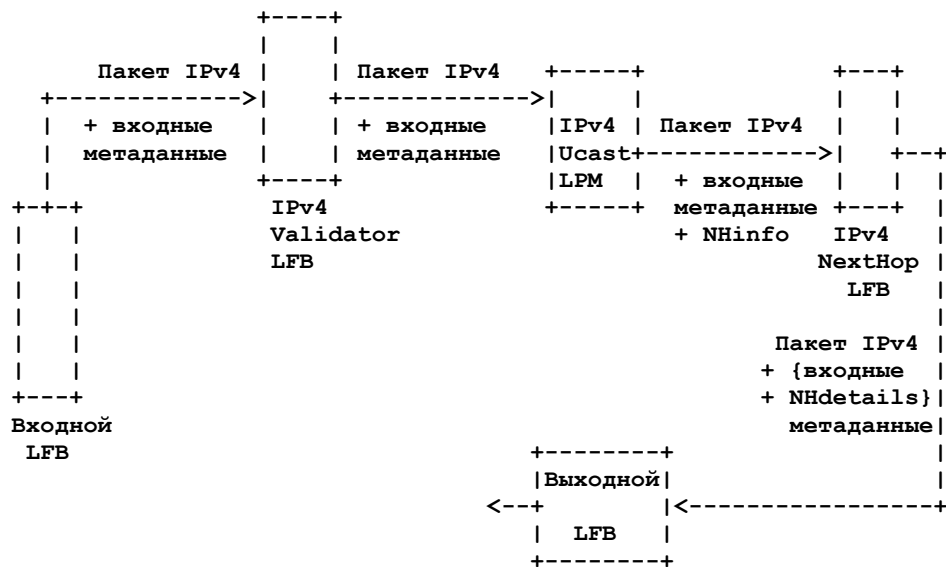 Пакет IPv4
Пакет IPv4
+ входные
метаданные
+ входные
метаданные
IPv4
Ucast
LPM
Пакет IPv4
+ входные
метаданные
+ NHinfo
IPv4
Validator
LFB
IPv4
NextHop
LFB
Пакет IPv4
+ {входные
+ NHdetails}
метаданные
Входной
LFB
Выходной
LFB